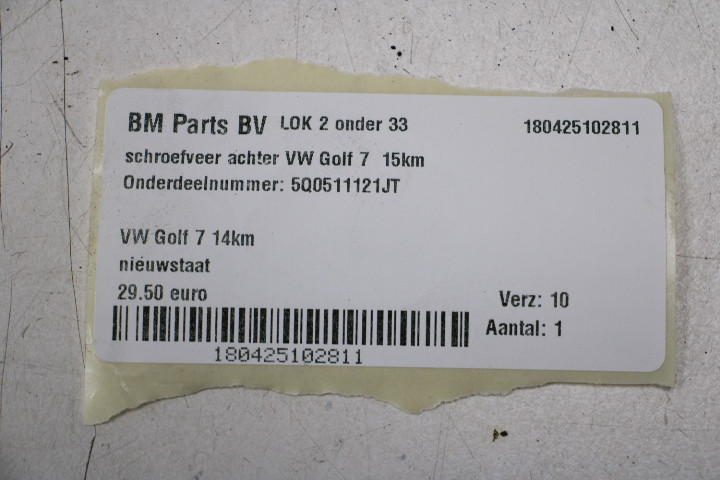 BM Parts BV LOK 2 onder 33 180425102811
schroefveer achter VW Golf 7 15km
Onderdeelnummer: 5Q0511121JT
VW Golf 7 14km
nieuwstaat
29.50 euro
Verz: 10
Aantal: 1
180425102811